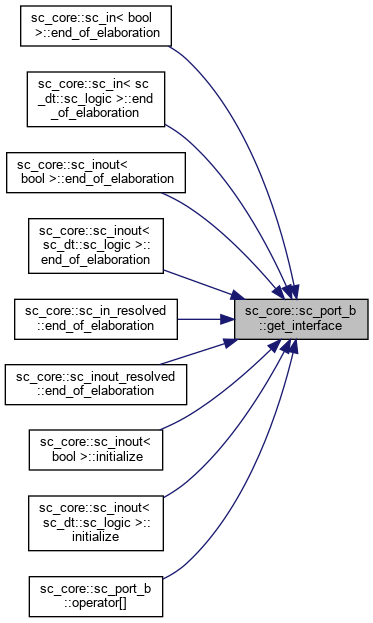 sc_core::sc_in< bool
>::end_of_elaboration
sc_core::sc_in< sc
_dt::sc_logic >::end
_of_elaboration
sc_core::sc_inout<
bool >::end_of_elaboration
sc_core::sc_inout<
sc_dt::sc_logic >::
end_of_elaboration
sc_core::sc_in_resolved
::end_of_elaboration
sc_core::sc_port_b
::get_interface
sc_core::sc_inout_resolved
::end_of_elaboration
sc_core::sc_inout<
bool >::initialize
sc_core::sc_inout<
sc_dt::sc_logic >::
initialize
sc_core::sc_port_b
::operator[]